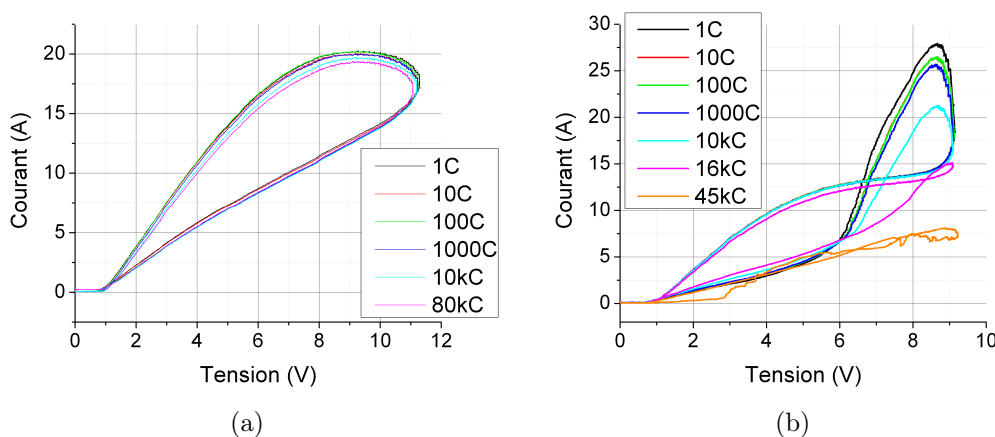 20
15
10
5
0
Courant (A)
0 2 4 6 8 10 12
Tension (V)
1C
10C
100C
1000C
10kC
80kC
(a)
30
25
20
15
10
5
0
Courant (A)
0 2 4 6 8 10
Tension (V)
1C
10C
100C
1000C
10kC
16kC
45kC
(b)